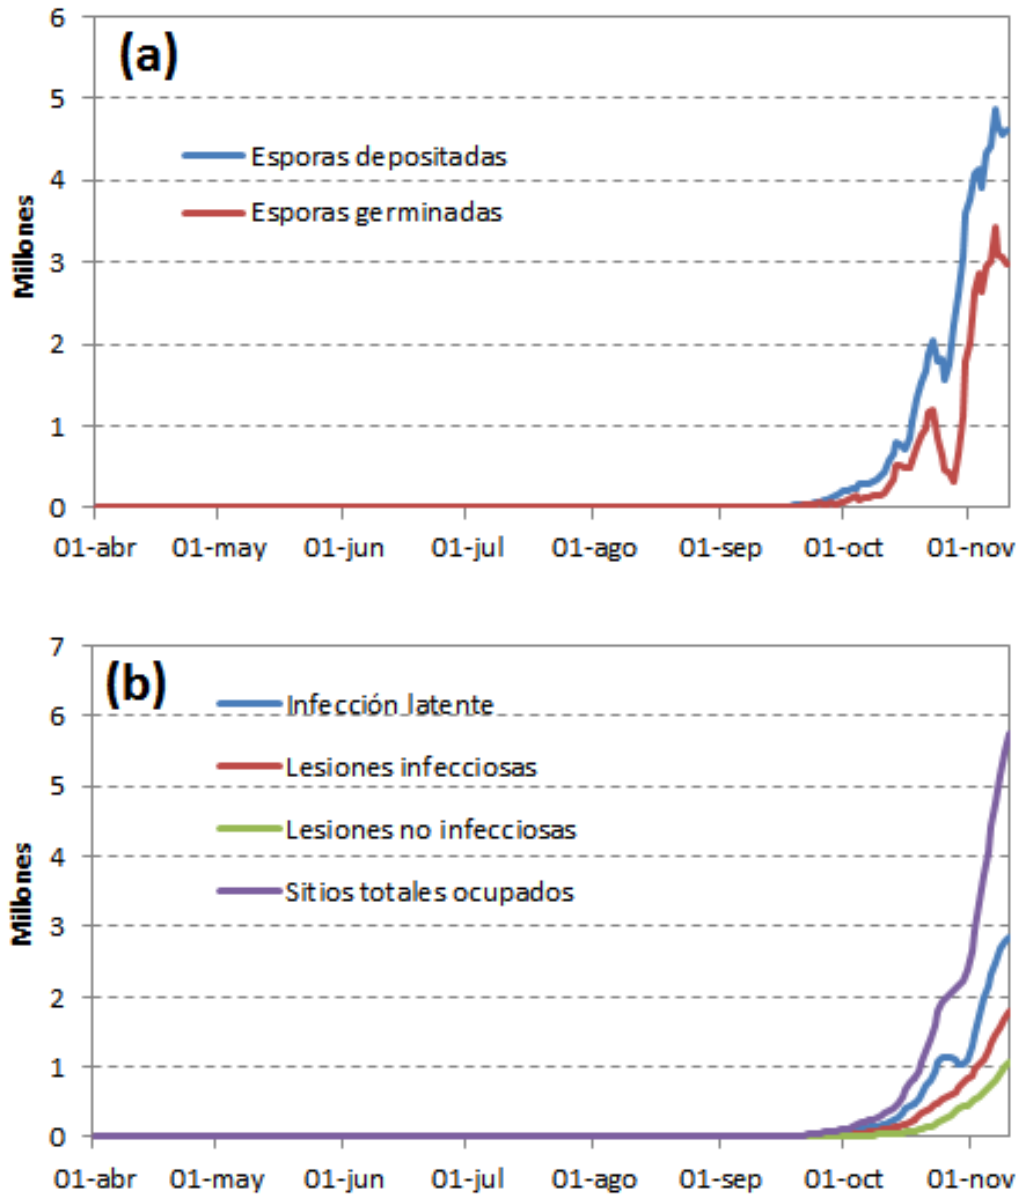 6
(a)
5
Esporas depositadas
4
Esporas germinadas
Millones
3
2
1
0
01-abr 01-may 01-jun 01-jul 01-ago 01-sep 01-oct 01-nov
7
(b)
Infección latente
6
Lesiones infecciosas
5
Lesiones no infecciosas
4
Sitios totales ocupados
Millones
3
2
1
0
01-abr 01-may 01-jun 01-jul 01-ago 01-sep 01-oct 01-nov